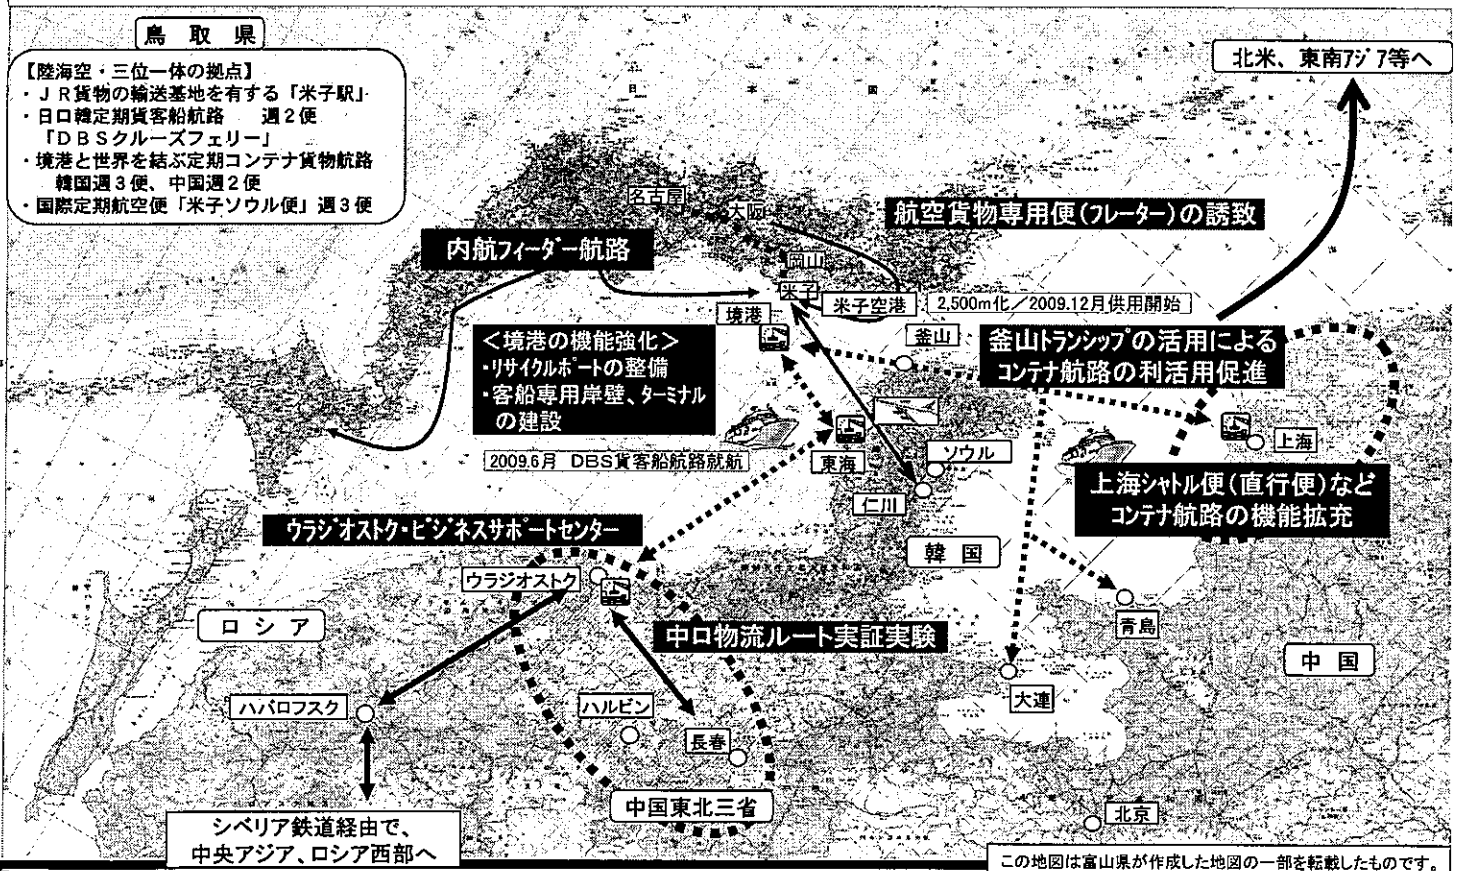 鳥取県
【陸海空・三位一体の拠点】
・JR貨物の輸送基地を有する「米子駅」
・日ロ韓定期貨客船航路　週2便
「DBSクルーズフェリー」
・境港と世界を結ぶ定期コンテナ貨物航路
韓国週3便、中国週2便
・国際定期航空便「米子ソウル便」週3便
北米、東南アジア等へ
日本国
名古屋
大阪
航空貨物専用便(フレーター)の誘致
内航フィーダー航路
岡山
米子
米子空港
2,500m化／2009.12月供用開始
境港
釜山
＜境港の機能強化＞
・リサイクルポートの整備
・客船専用岸壁、ターミナル
の建設
釜山トランシップの活用による
コンテナ航路の利活用促進
上海
2009.6月 DBS貨客船航路就航
東海
ソウル
仁川
上海シャトル便(直行便)など
コンテナ航路の機能拡充
ウラジオストク・ビジネスサポートセンター
韓国
ウラジオストク
ロシア
中ロ物流ルート実証実験
青島
中国
大連
ハバロフスク
ハルビン
長春
中国東北三省
北京
シベリア鉄道経由で、
中央アジア、ロシア西部へ
この地図は富山県が作成した地図の一部を転載したものです。